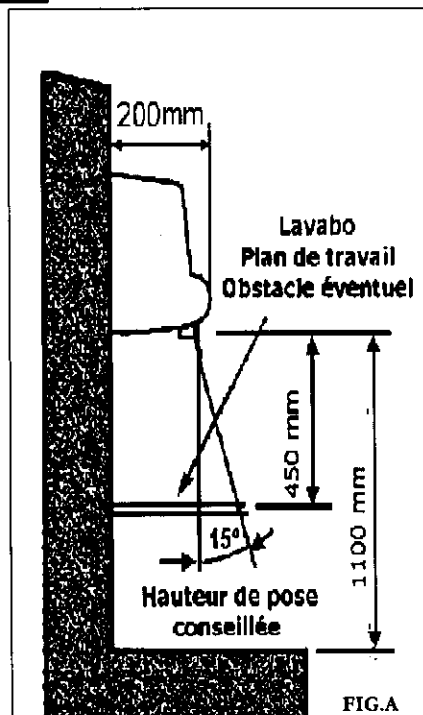 200mm
Lavabo
Plan de travail
Obstacle éventuel
450 mm
1100 mm
15°
Hauteur de pose
conseillée
FIG.A